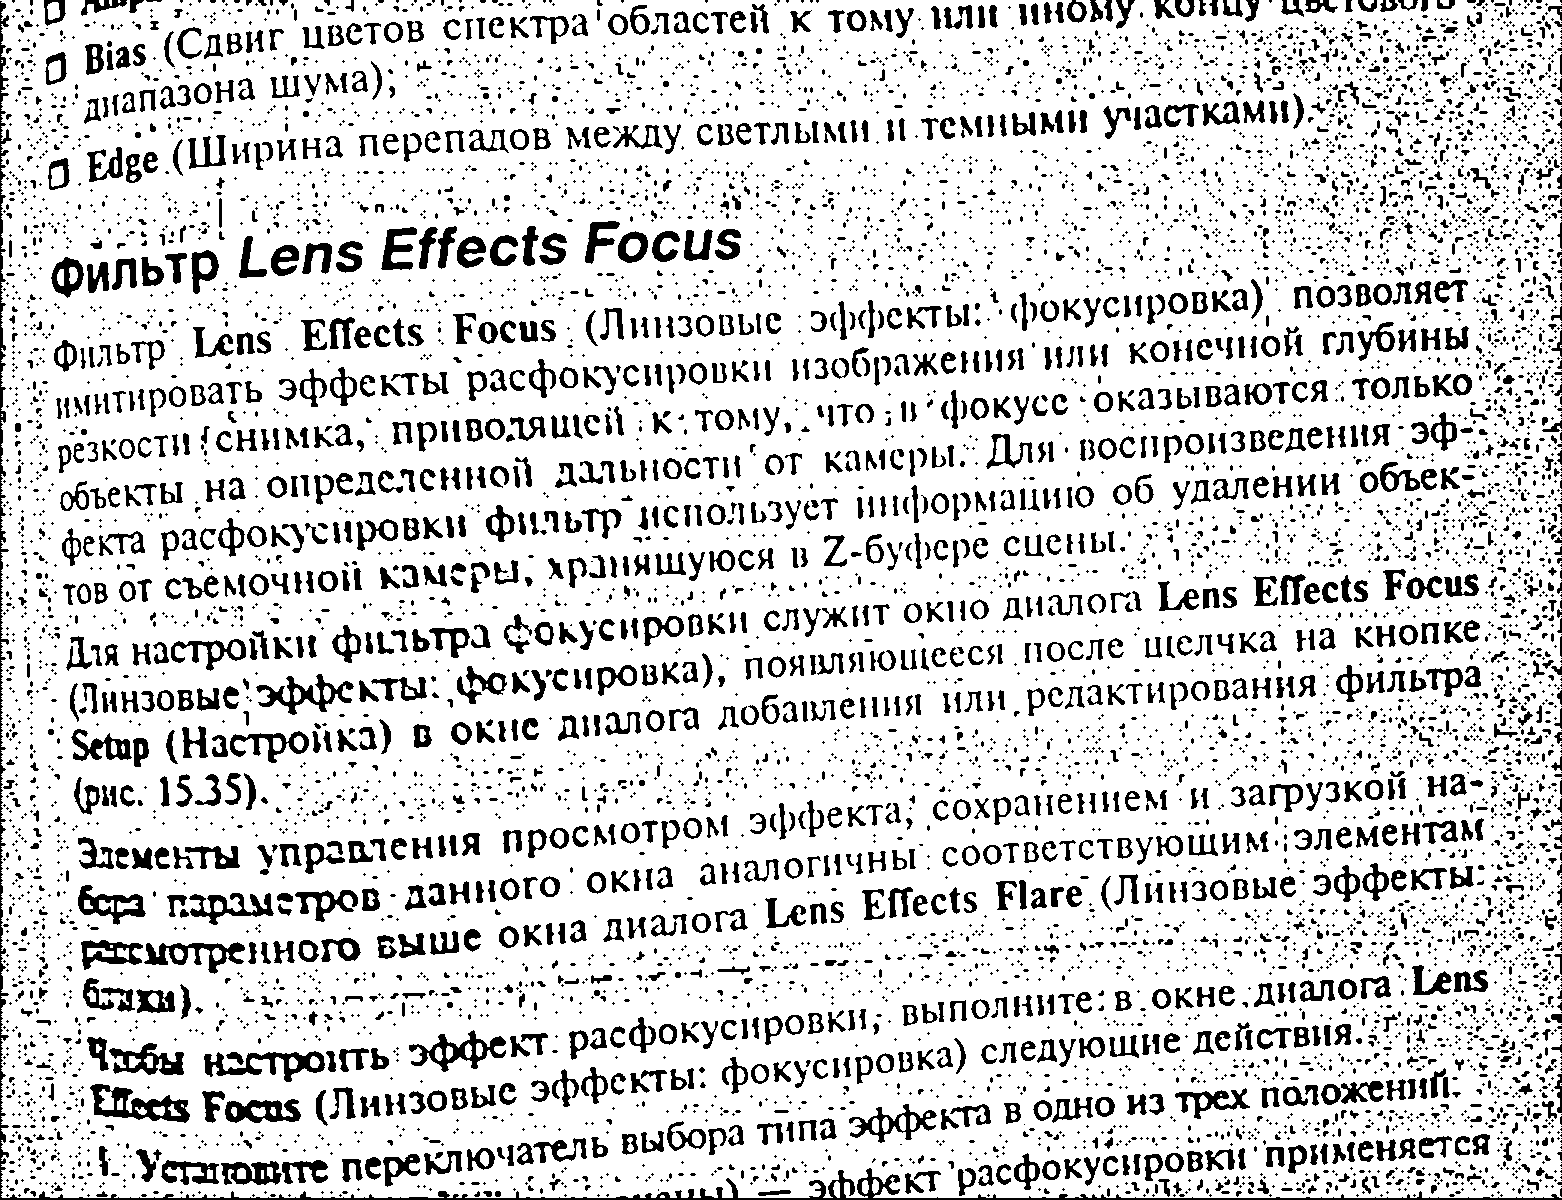 ❒ Bias (Сдвиг цветов спектра областей к тому или иному концу цветового
диапазона шума);
❒ Edge (Ширина перепадов между светлыми и темными участками).
Фильтр Lens Effects Focus
Фильтр Lens Effects Focus (Линзовые эффекты: фокусировка) позволяет
имитировать эффекты расфокусировки изображения или конечной глубины
резкости снимка, приводящей к тому, что в фокусе оказываются только
объекты на определенной дальности от камеры. Для воспроизведения эф-
фекта расфокусировки фильтр использует информацию об удалении объек-
тов от съемочной камеры, хранящуюся в Z-буфере сцены.
Для настройки фильтра фокусировки служит окно диалога Lens Effects Focus
(Линзовые эффекты: фокусировка), появляющееся после щелчка на кнопке
Setup (Настройка) в окне диалога добавления или редактирования фильтра
(рис. 15.35).
Элементы управления просмотром эффекта, сохранением и загрузкой на-
бора параметров данного окна аналогичны соответствующим элементам
рассмотренного выше окна диалога Lens Effects Flare (Линзовые эффекты:
блики).
Чтобы настроить эффект расфокусировки, выполните в окне диалога Lens
Effects Focus (Линзовые эффекты: фокусировка) следующие действия.
1. Установите переключатель выбора типа эффекта в одно из трех положений:
сцены) — эффект расфокусировки применяется